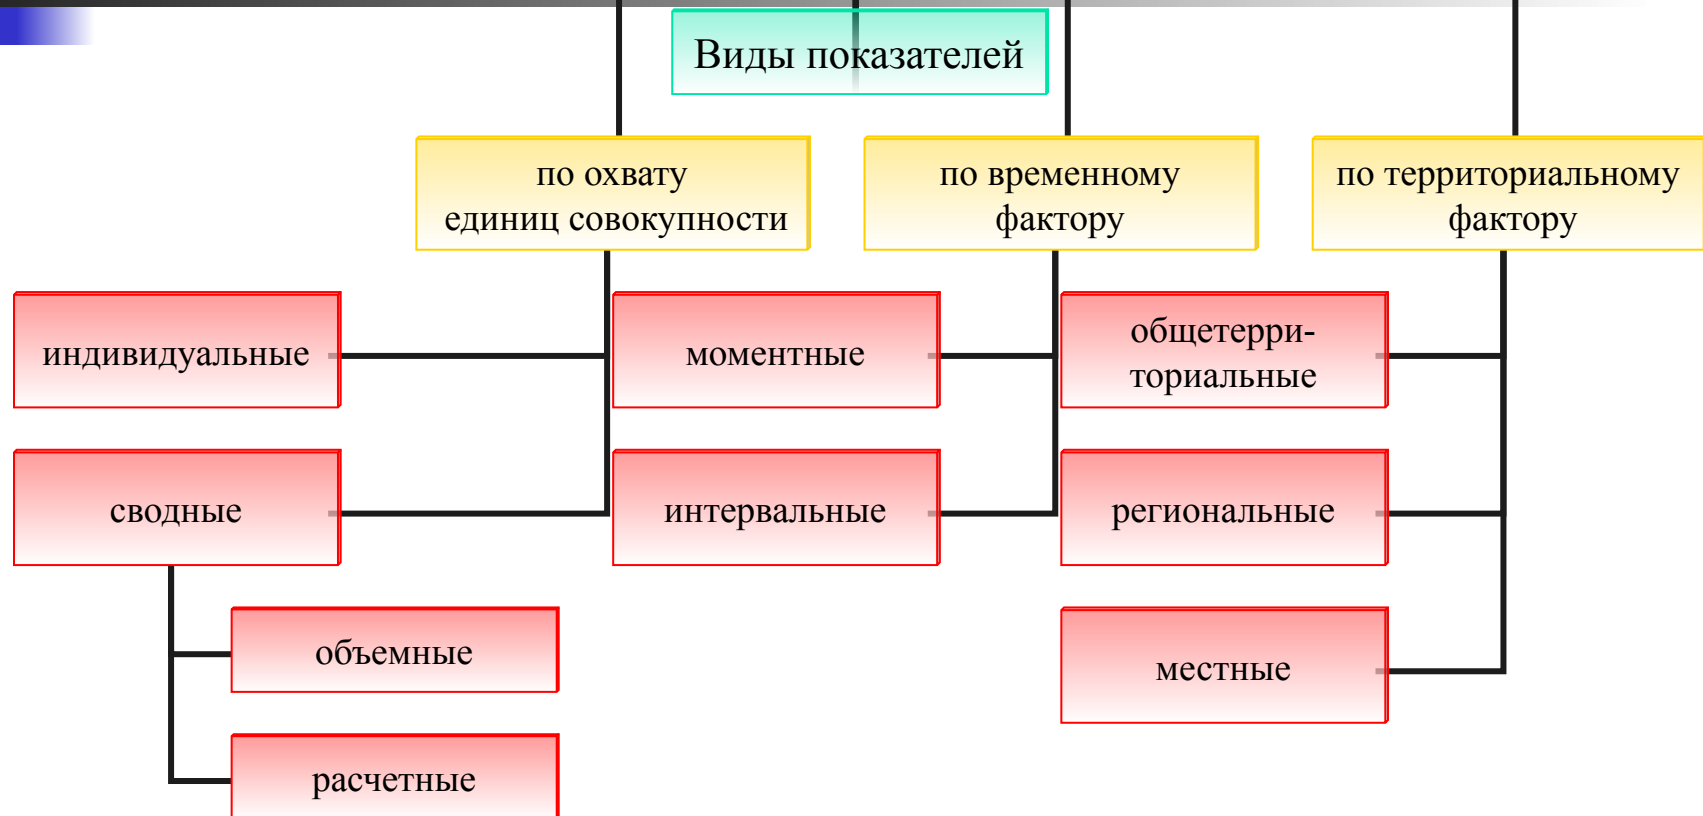 Виды показателей
по охвату
единиц совокупности
по временному
фактору
по территориальному
фактору
индивидуальные
моментные
общетерри-
ториальные
сводные
интервальные
региональные
объемные
местные
расчетные